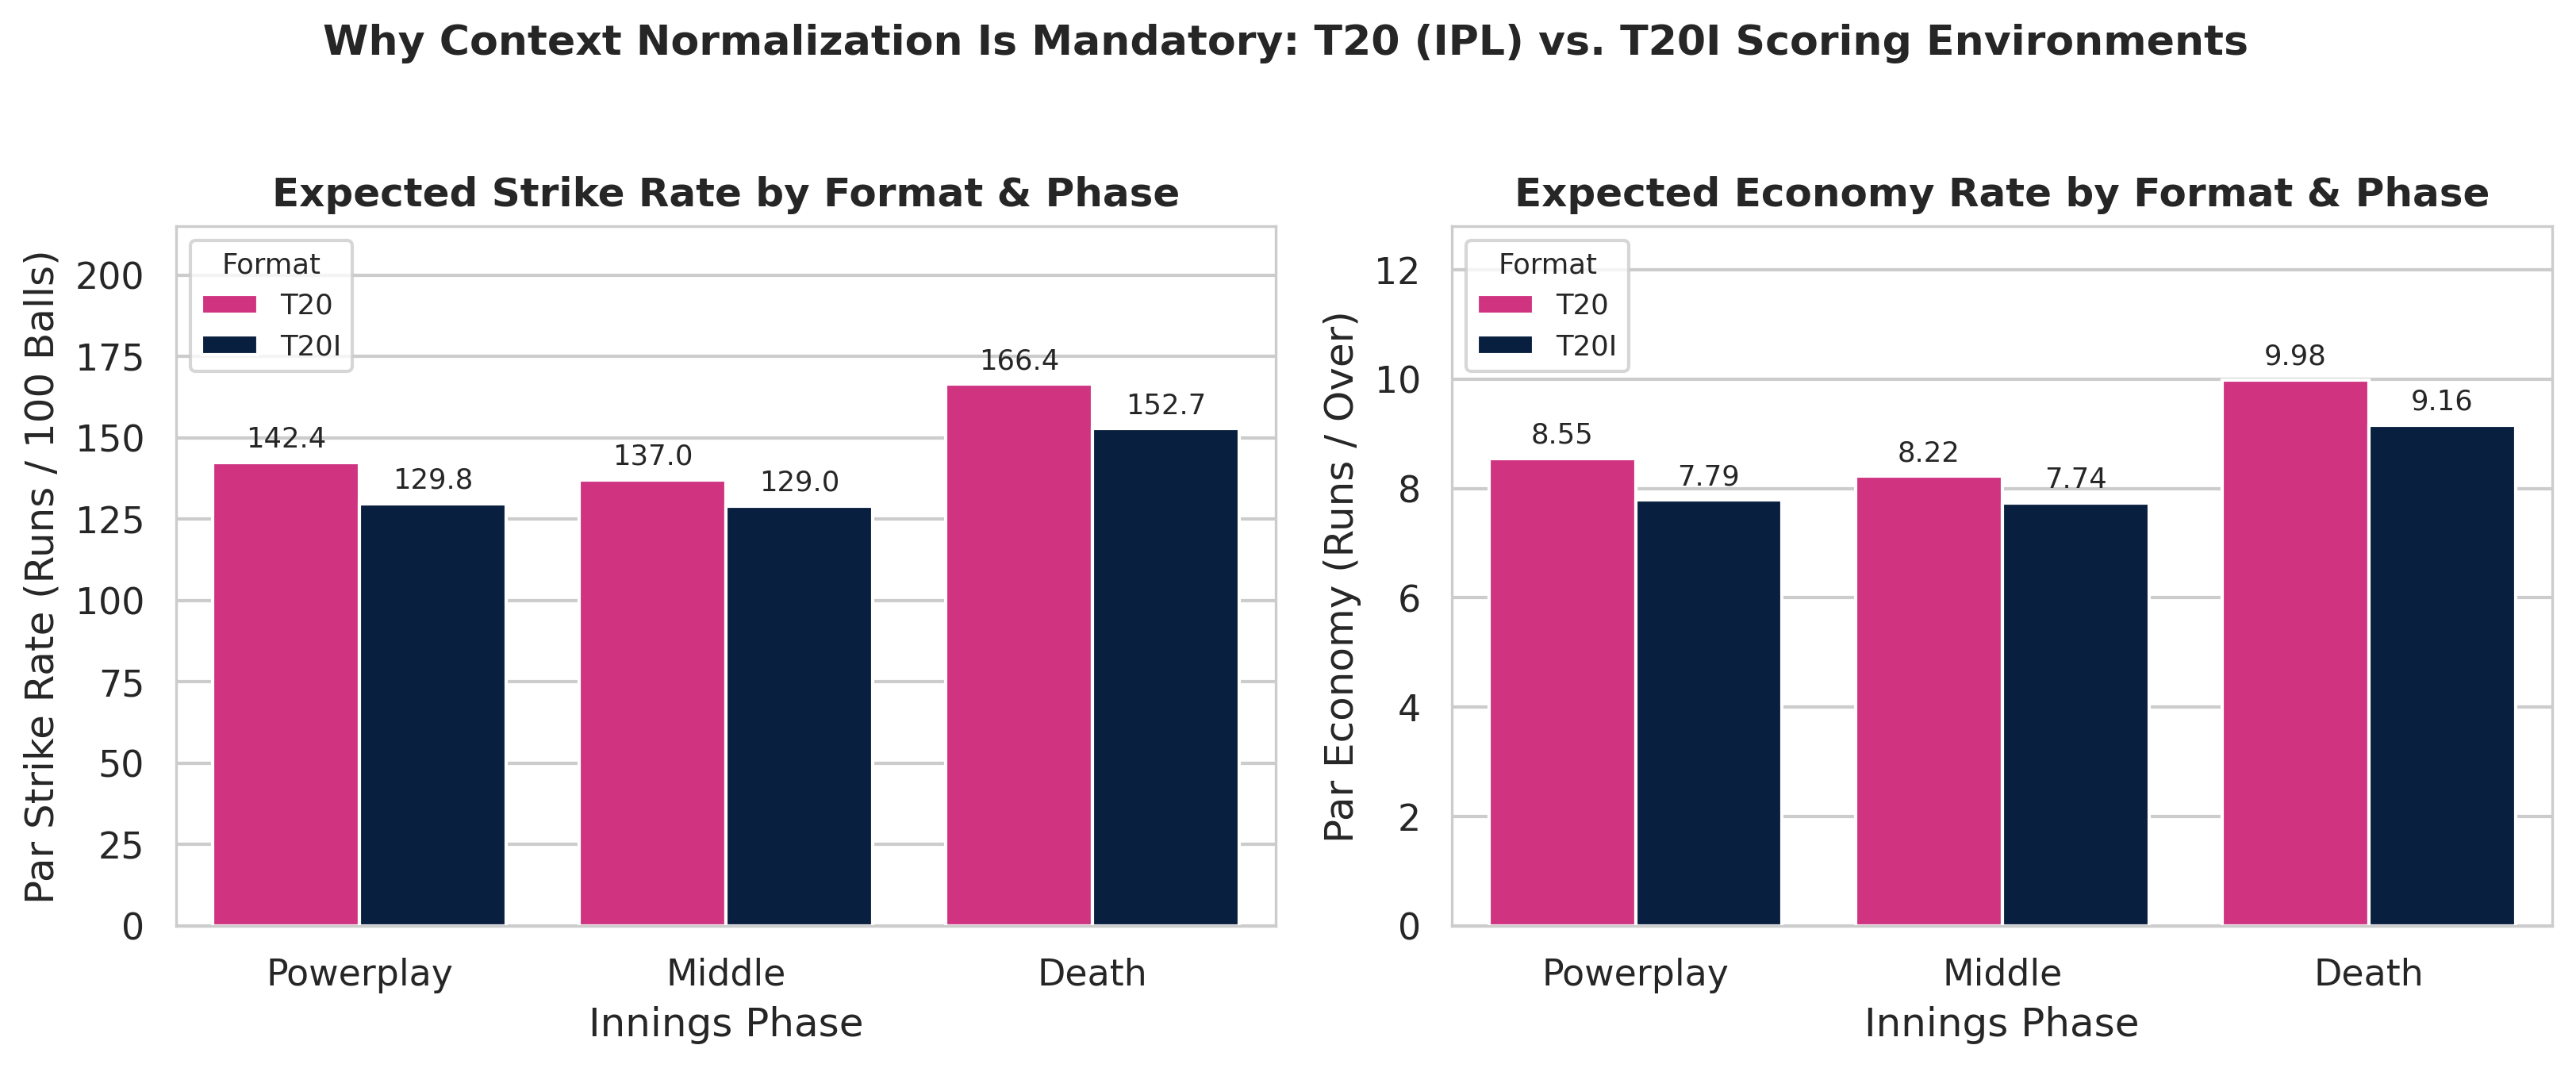 Why Context Normalization Is Mandatory: T20 (IPL) vs. T20I Scoring Environments
Expected Strike Rate by Format & Phase
Par Strike Rate (Runs / 100 Balls)
200
175
150
125
100
75
50
25
0
Format
T20
T20I
142.4
129.8
137.0
129.0
166.4
152.7
Powerplay
Middle
Death
Innings Phase
Expected Economy Rate by Format & Phase
Par Economy (Runs / Over)
12
10
8
6
4
2
0
Format
T20
T20I
8.55
7.79
8.22
7.74
9.98
9.16
Powerplay
Middle
Death
Innings Phase